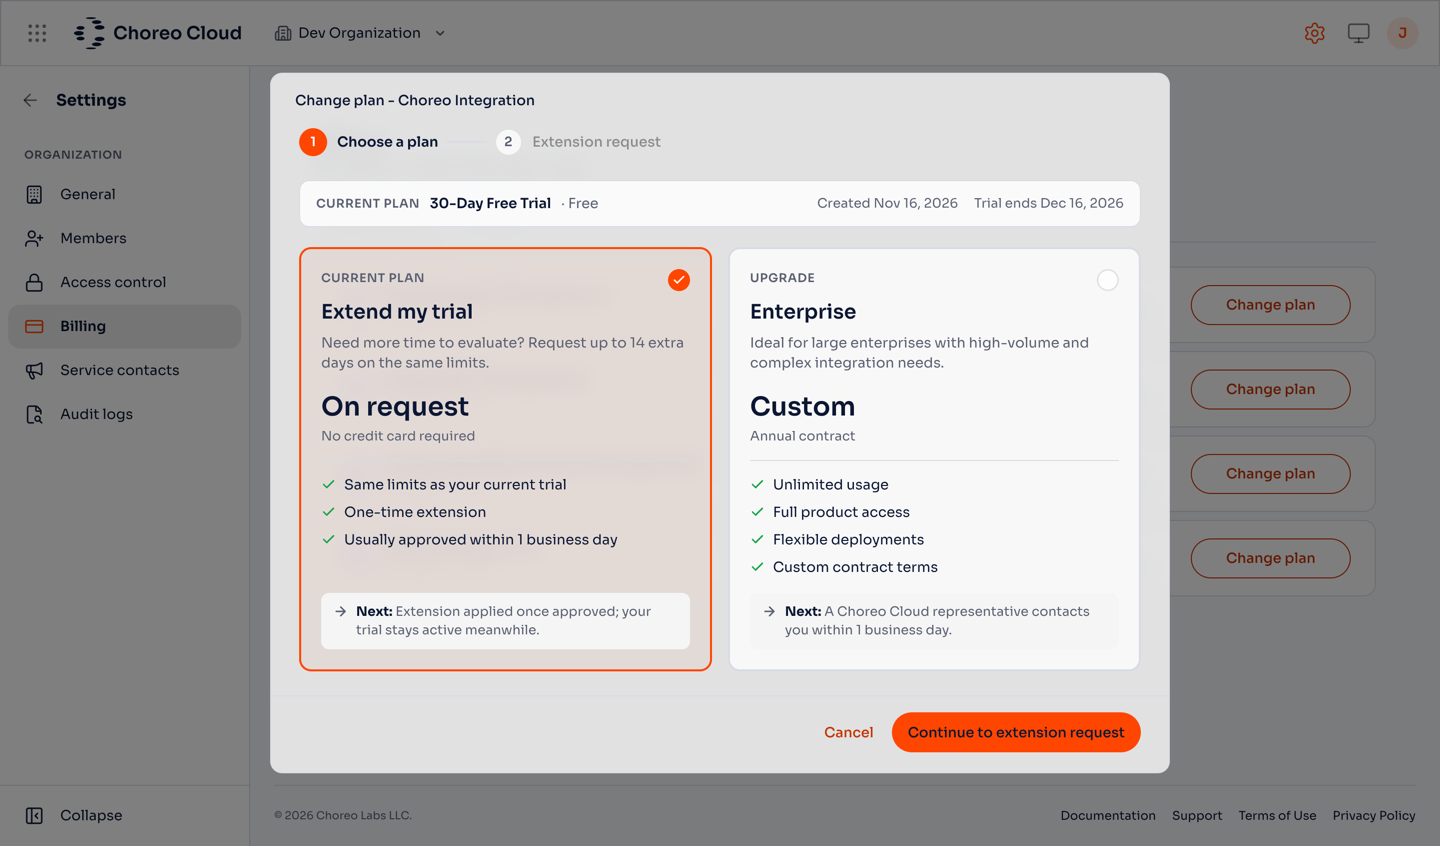 Choreo Cloud
Dev Organization
J
Settings
ORGANIZATION
General
Members
Access control
Billing
Service contacts
Audit logs
Collapse
Change plan - Choreo Integration
1 Choose a plan 2 Extension request
CURRENT PLAN 30-Day Free Trial · Free Created Nov 16, 2026 Trial ends Dec 16, 2026
CURRENT PLAN
Extend my trial
Need more time to evaluate? Request up to 14 extra
days on the same limits.
On request
No credit card required
Same limits as your current trial
One-time extension
Usually approved within 1 business day
Next: Extension applied once approved; your
trial stays active meanwhile.
UPGRADE
Enterprise
Ideal for large enterprises with high-volume and
complex integration needs.
Custom
Annual contract
Unlimited usage
Full product access
Flexible deployments
Custom contract terms
Next: A Choreo Cloud representative contacts
you within 1 business day.
Cancel
Continue to extension request
Change plan
Change plan
Change plan
Change plan
© 2026 Choreo Labs LLC.
Documentation Support Terms of Use Privacy Policy